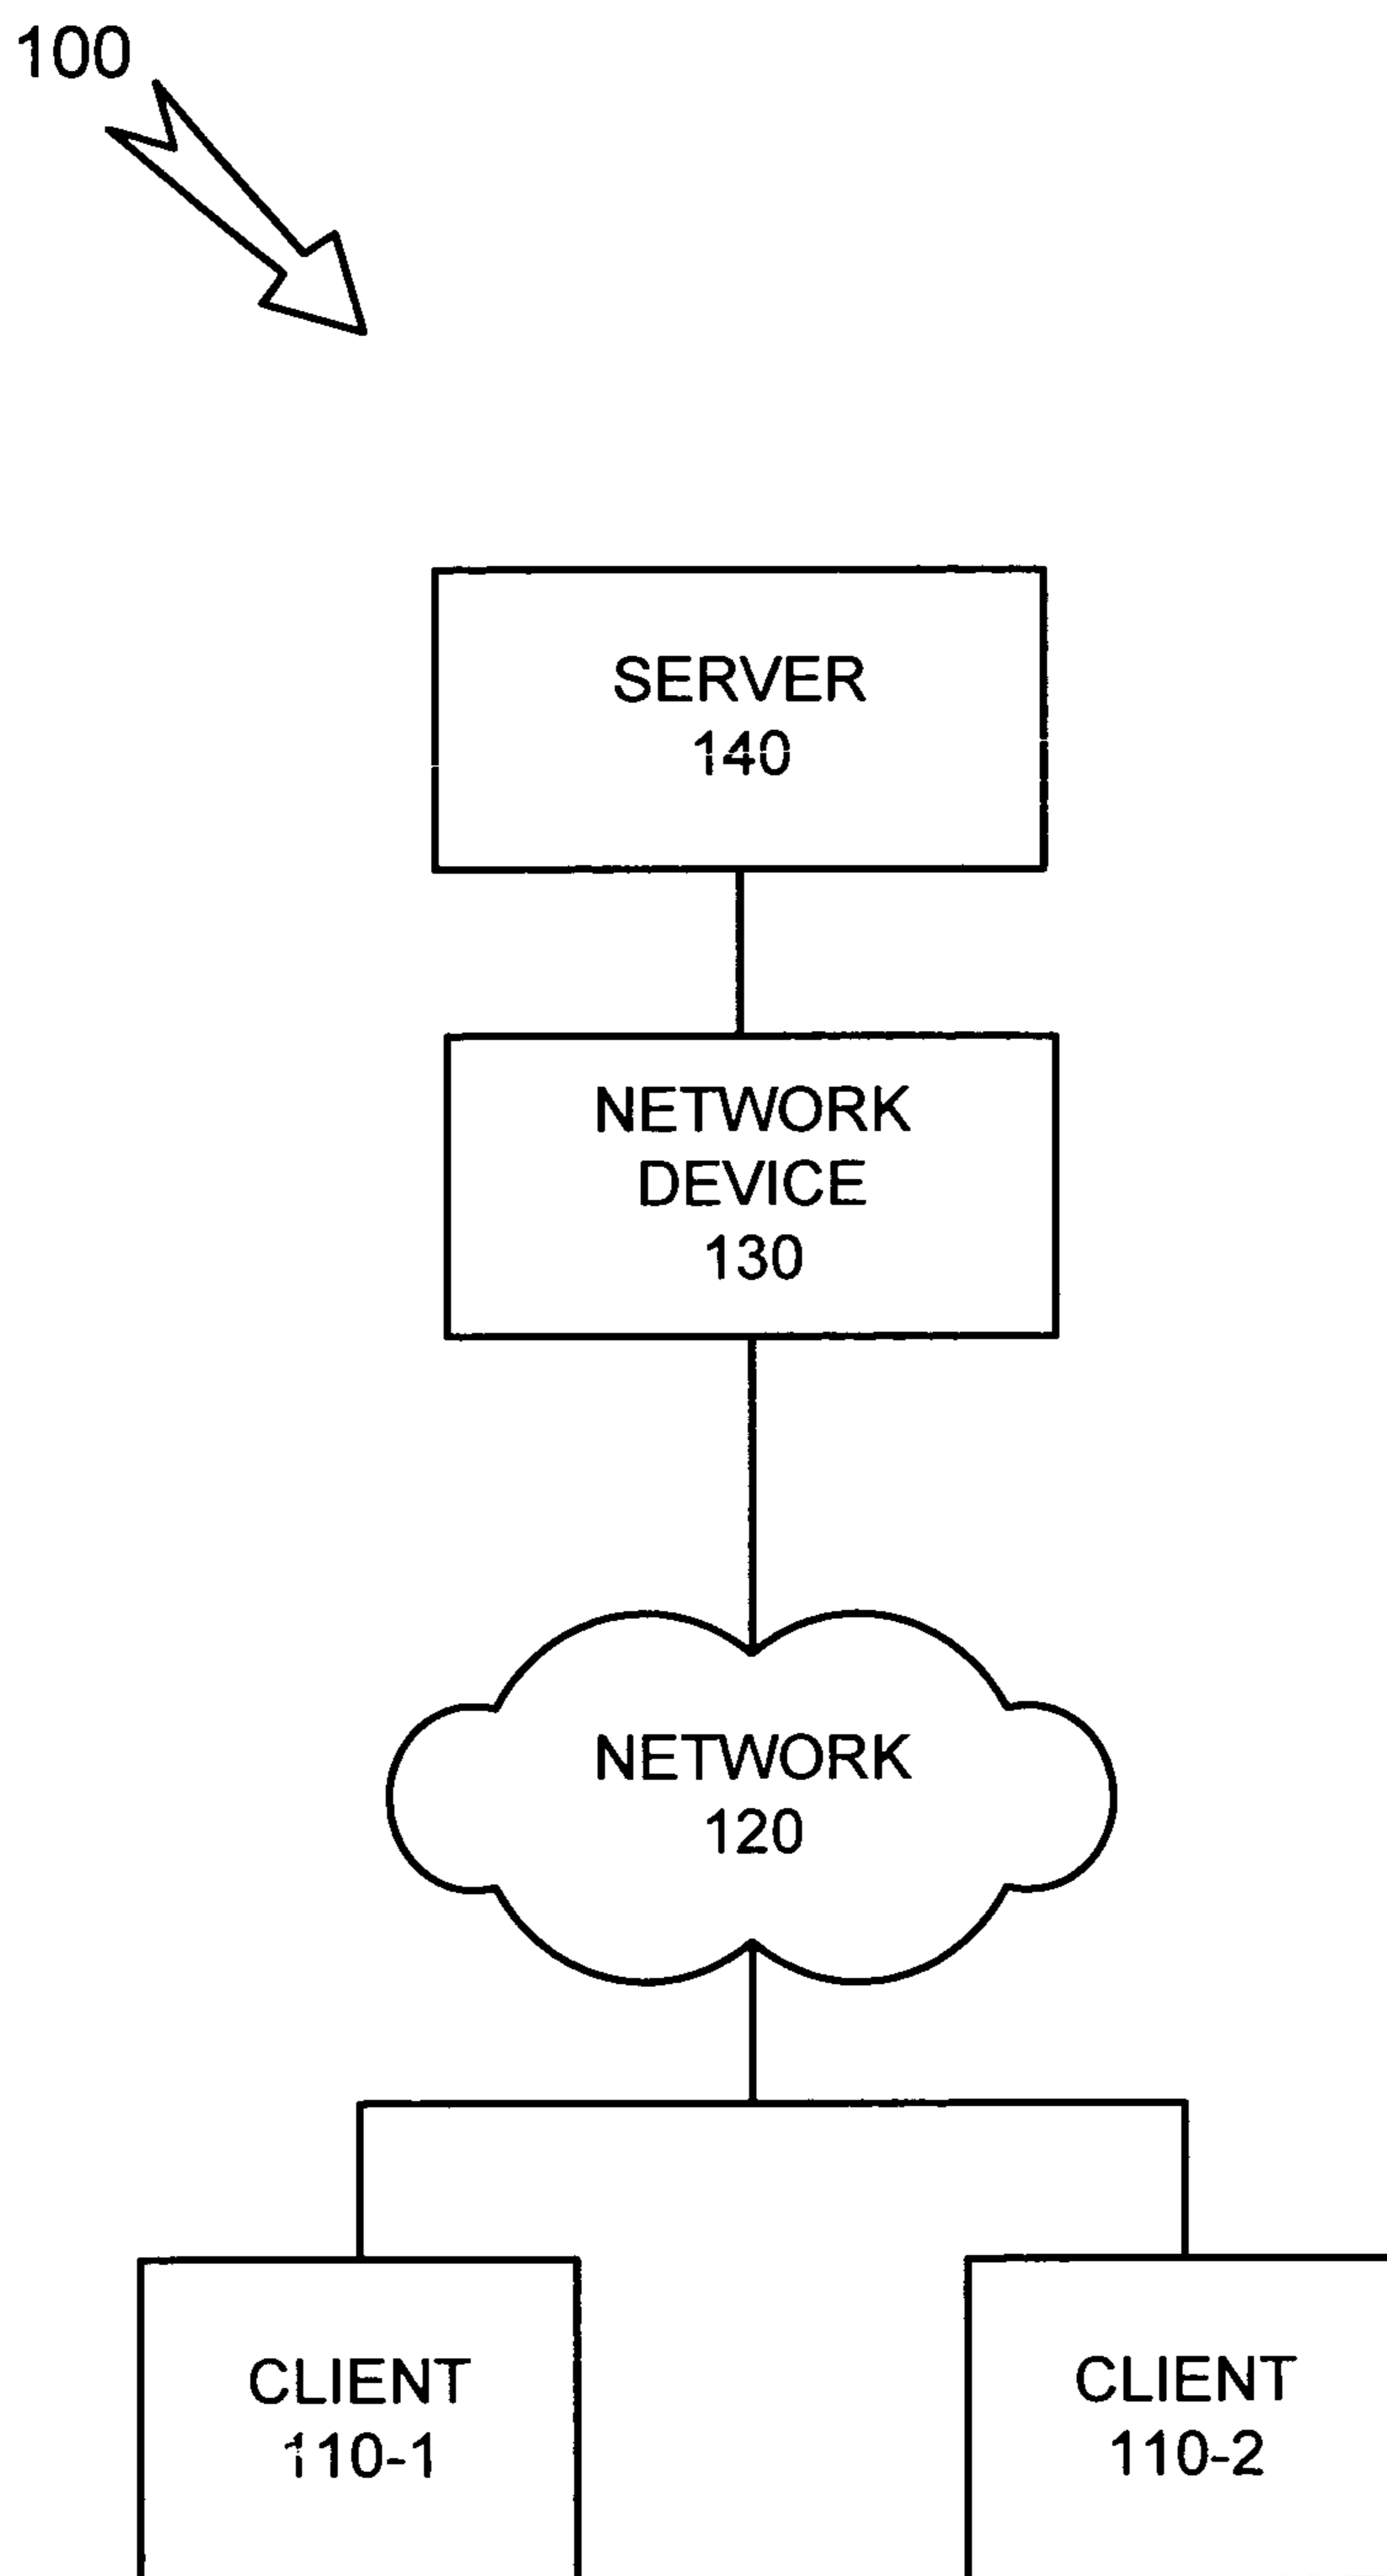 100
SERVER
140
NETWORK
DEVICE
130
NETWORK
120
CLIENT
110-1
CLIENT
110-2